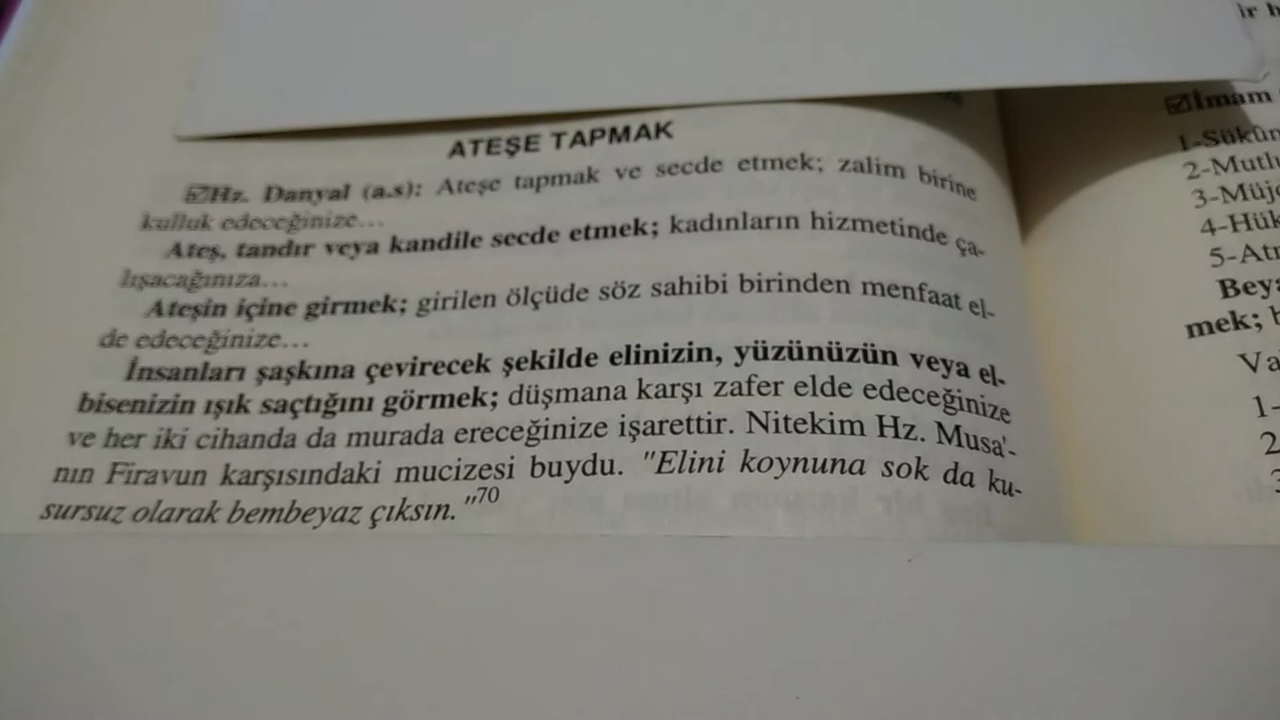 ATEŞE TAPMAK
☑Hz. Danyal (a.s): Ateşe tapmak ve secde etmek; zalim birine
kulluk edeceğinize...
Ateş, tandır veya kandile secde etmek; kadınların hizmetinde ça-
lışacağınıza...
Ateşin içine girmek; girilen ölçüde söz sahibi birinden menfaat el-
de edeceğinize...
İnsanları şaşkına çevirecek şekilde elinizin, yüzünüzün veya el-
bisenizin ışık saçtığını görmek; düşmana karşı zafer elde edeceğinize
ve her iki cihanda da murada ereceğinize işarettir. Nitekim Hz. Musa'-
nın Firavun karşısındaki mucizesi buydu. "Elini koynuna sok da ku-
sursuz olarak bembeyaz çıksın."70
☑İmam
1-Sükûn
2-Mutlu
3-Müj
4-Hük
5-
Beya
mek;
Va
1-
2